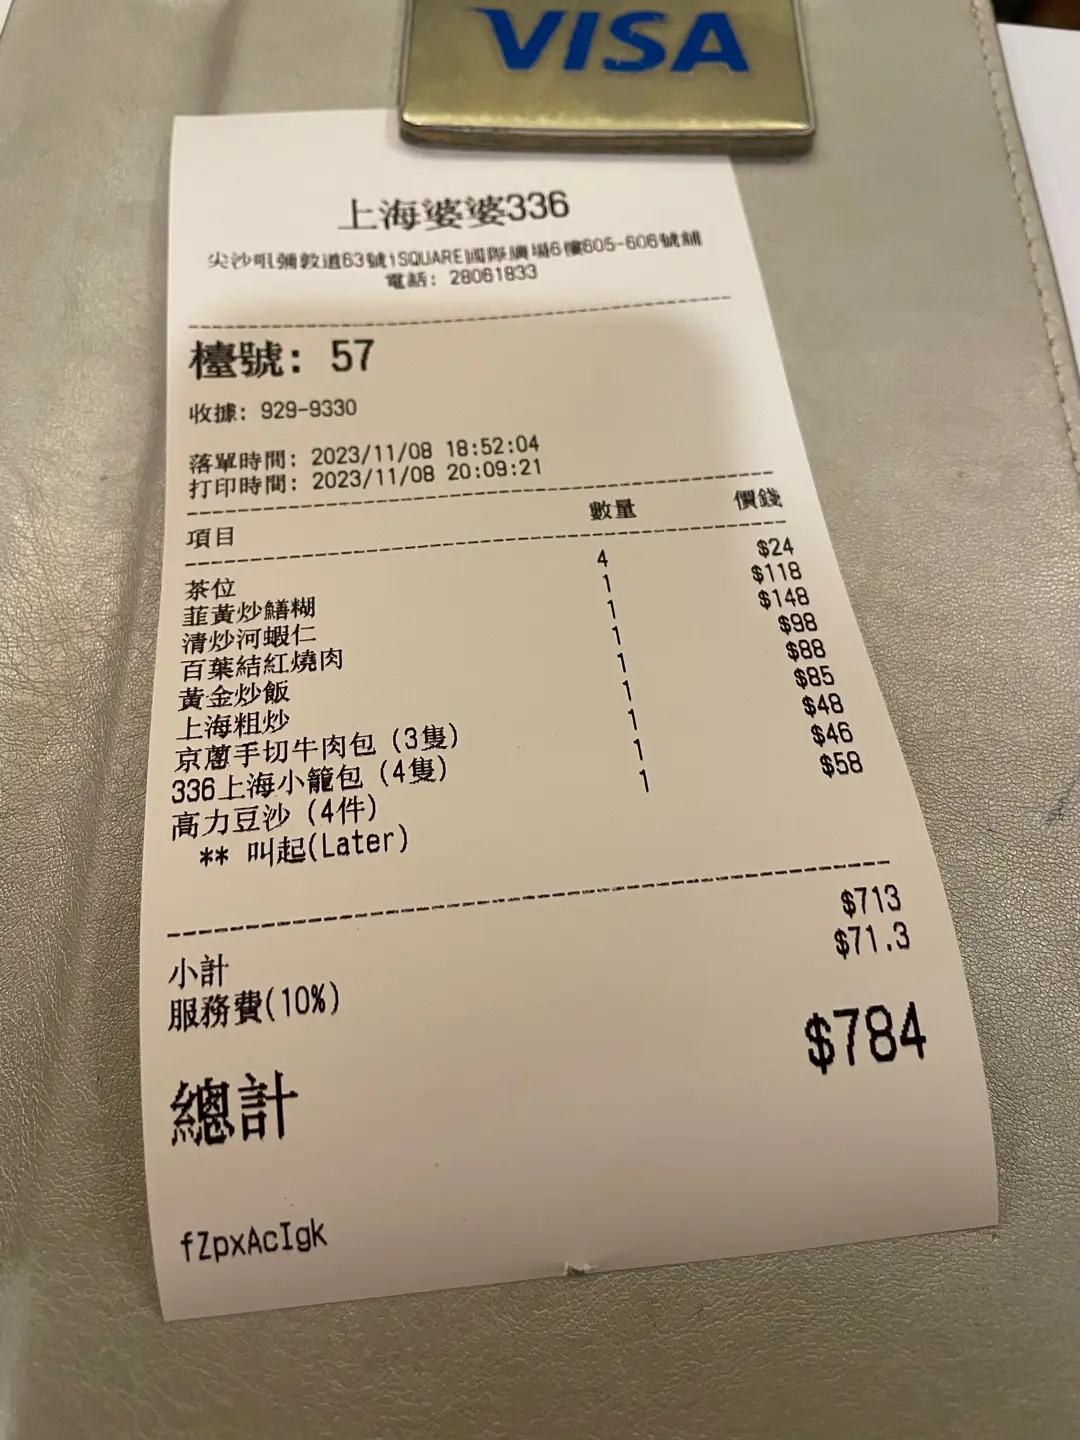 VISA
上海婆婆336
尖沙咀彌敦道63號iSQUARE國際廣場6樓605-606號舖
電話: 28061833
檯號: 57
收據: 929-9330
落單時間: 2023/11/08 18:52:04
打印時間: 2023/11/08 20:09:21
項目 數量 價錢
茶位 4 $24
韮黃炒鱔糊 1 $118
清炒河蝦仁 1 $148
百葉結紅燒肉 1 $98
黃金炒飯 1 $88
上海粗炒 1 $85
京蔥手切牛肉包 (3隻) 1 $48
336上海小籠包 (4隻) 1 $46
高力豆沙 (4件) 1 $58
** 叫起(Later)
小計 $713
服務費(10%) $71.3
總計 $784
fZpxAcIgk